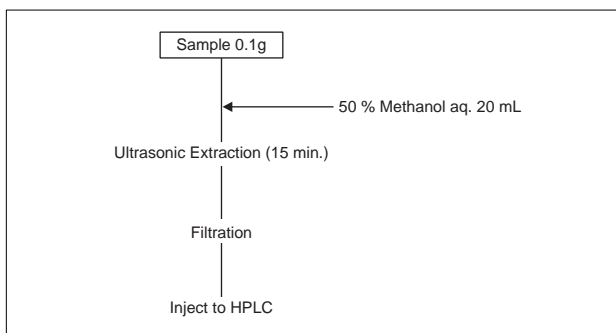 Sample 0.1g
50 % Methanol aq. 20 mL
Ultrasonic Extraction (15 min.)
Filtration
Inject to HPLC